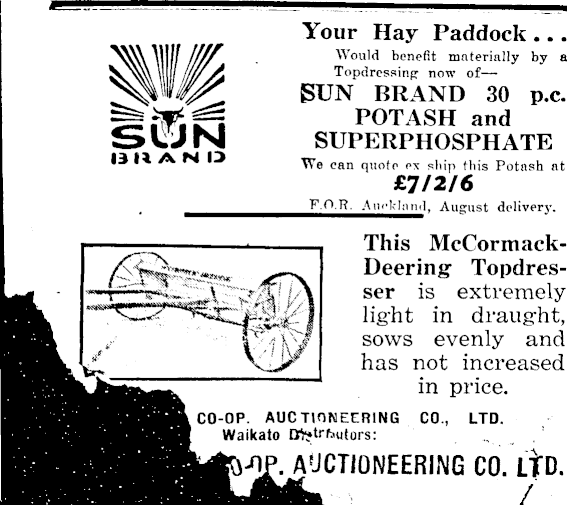 SUN
BRAND
Your Hay Paddock...
Would benefit materially by a
Topdressing now of—
SUN BRAND 30 p.c.
POTASH and
SUPERPHOSPHATE
We can quote ex ship this Potash at
£7/2/6
F.O.R. Auckland, August delivery.
This McCormack-
Deering Topdres-
ser is extremely
light in draught,
sows evenly and
has not increased
in price.
CO-OP. AUCTIONEERING CO., LTD.
Waikato Distributors:
CO-OP. AUCTIONEERING CO. LTD.